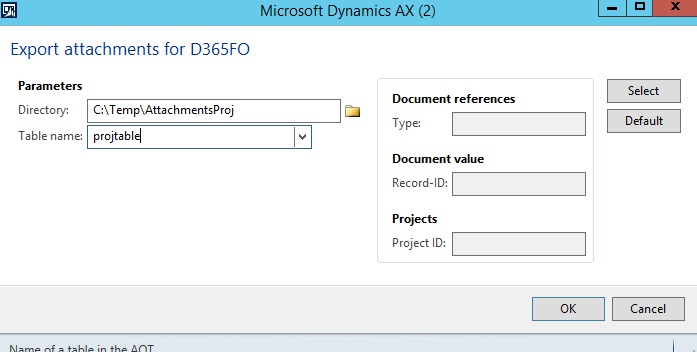 Microsoft Dynamics AX (2)
Export attachments for D365FO
Parameters
Directory: C:\Temp\AttachmentsProj
Table name: projtable
Document references
Type:
Document value
Record-ID:
Projects
Project ID:
Select
Default
OK Cancel
Name of a table in the AOT